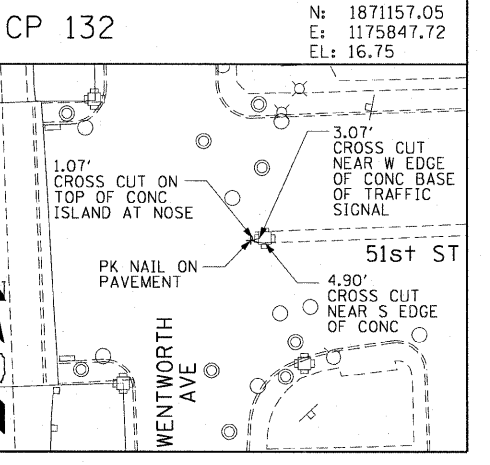 CP 132
N: 1871157.05
E: 1175847.72
EL: 16.75
3.07'
CROSS CUT
NEAR W EDGE
OF CONC BASE
OF TRAFFIC
SIGNAL
1.07'
CROSS CUT ON
TOP OF CONC
ISLAND AT NOSE
PK NAIL ON
PAVEMENT
51st ST
4.90'
CROSS CUT
NEAR S EDGE
OF CONC
WENTWORTH
AVE